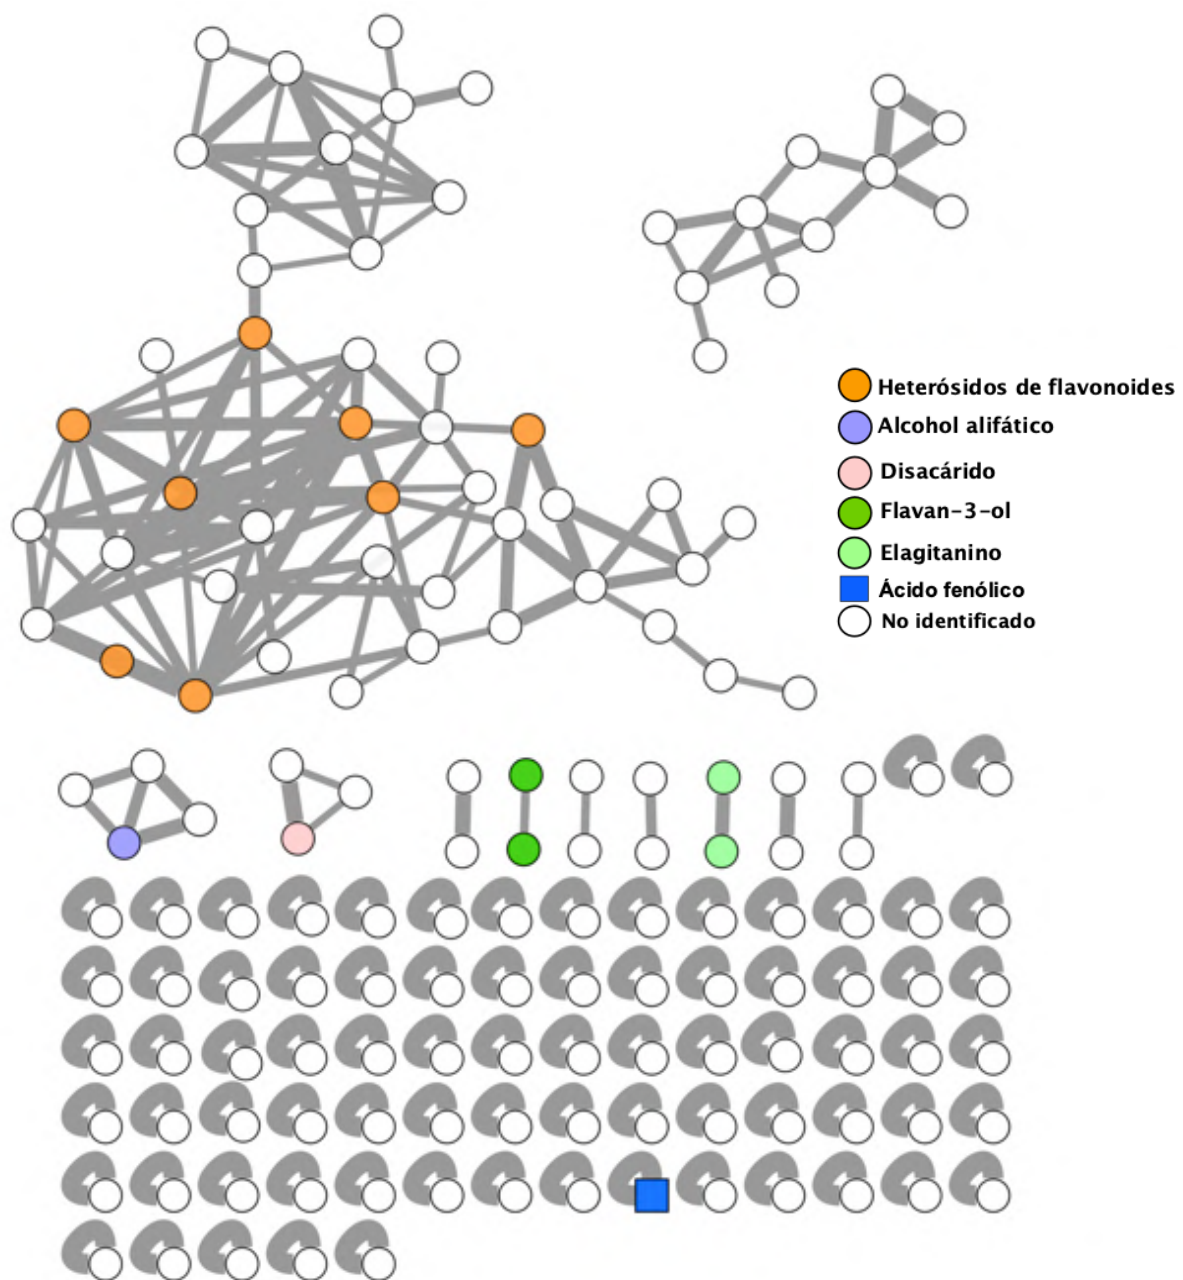 Heterósidos de flavonoides
Alcohol alifático
Disacárido
Flavan-3-ol
Elagitanino
Ácido fenólico
No identificado